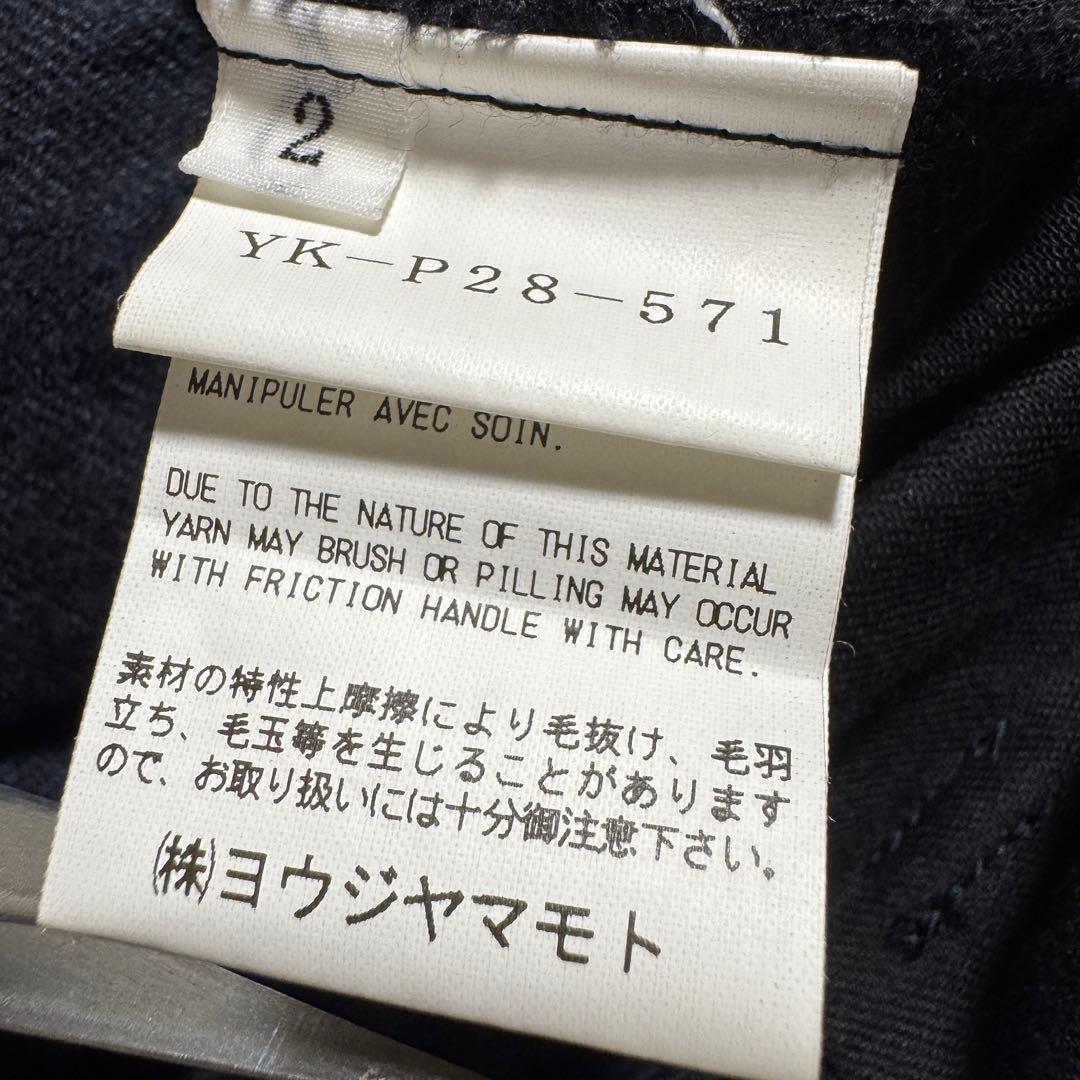 2
YK-P28-571
MANIPULER AVEC SOIN.
DUE TO THE NATURE OF THIS MATERIAL
YARN MAY BRUSH OR PILLING MAY OCCUR
WITH FRICTION HANDLE WITH CARE.
素材の特性上摩擦により毛抜け、毛羽
立ち、毛玉等を生じることがあります
ので、お取り扱いには十分御注意下さい。
(株)ヨウジヤマモト